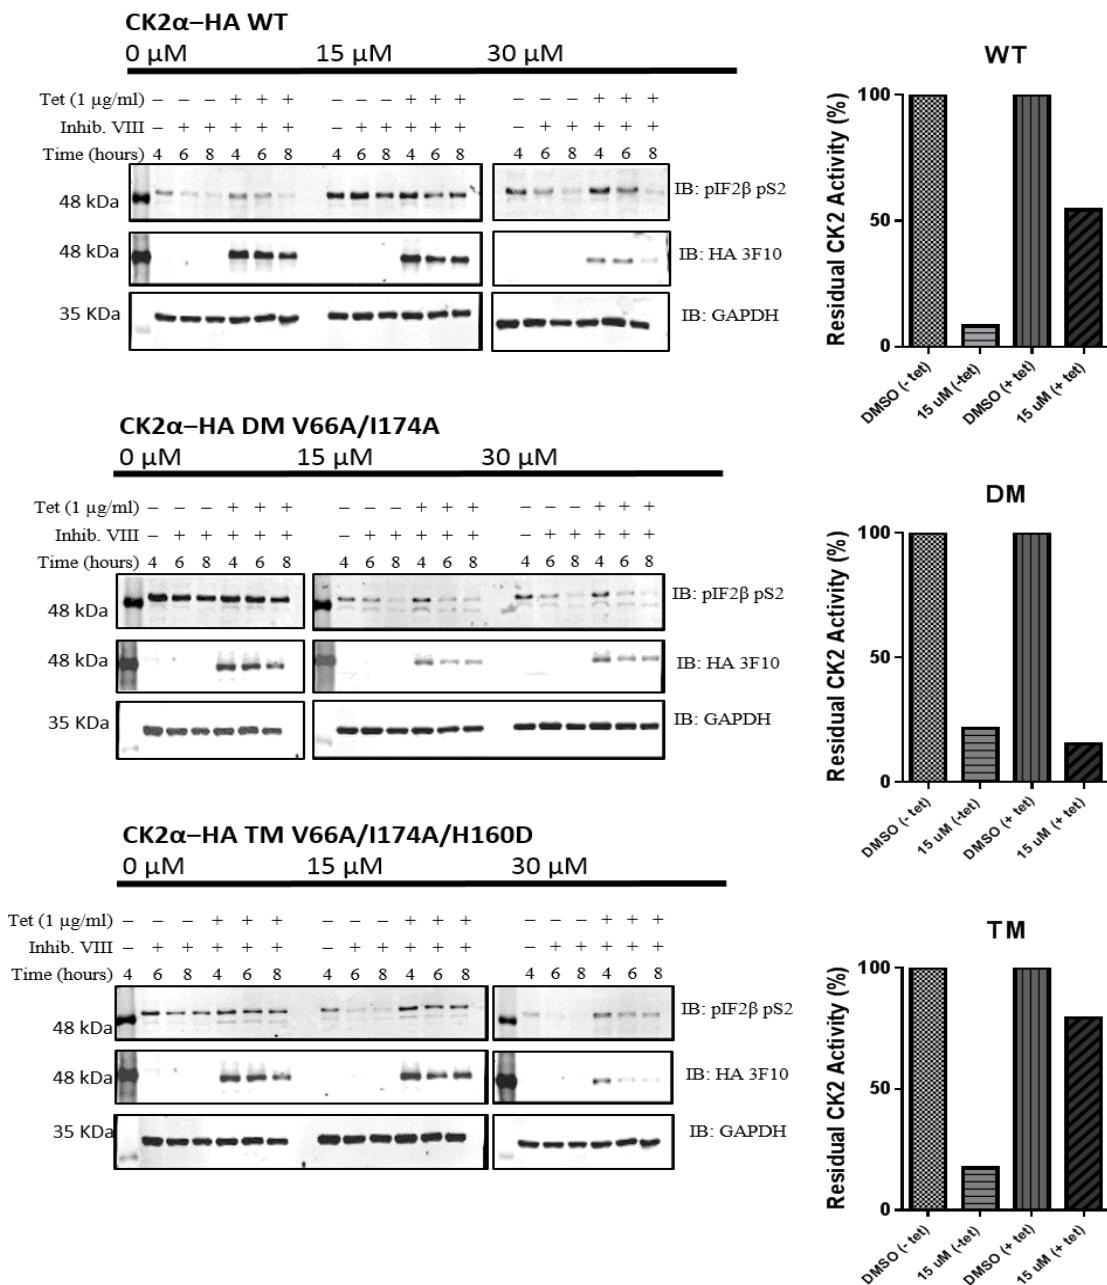 CK2α–HA WT
0 µM 15 µM 30 µM
Tet (1 µg/ml) – – – + + + – – – + + + – – – + + +
Inhib. VIII – + + + + + – + + + + + – + + + + +
Time (hours) 4 6 8 4 6 8 4 6 8 4 6 8 4 6 8 4 6 8
48 kDa IB: pIF2β pS2
48 kDa IB: HA 3F10
35 KDa IB: GAPDH
WT
Residual CK2 Activity (%)
100
50
0
DMSO (- tet) 15 uM (-tet) DMSO (+ tet) 15 uM (+ tet)
CK2α–HA DM V66A/I174A
0 µM 15 µM 30 µM
Tet (1 µg/ml) – – – + + + – – – + + + – – – + + +
Inhib. VIII – + + + + + – + + + + + – + + + + +
Time (hours) 4 6 8 4 6 8 4 6 8 4 6 8 4 6 8 4 6 8
48 kDa IB: pIF2β pS2
48 kDa IB: HA 3F10
35 KDa IB: GAPDH
DM
Residual CK2 Activity (%)
100
50
0
DMSO (- tet) 15 uM (-tet) DMSO (+ tet) 15 uM (+ tet)
CK2α–HA TM V66A/I174A/H160D
0 µM 15 µM 30 µM
Tet (1 µg/ml) – – – + + + – – – + + + – – – + + +
Inhib. VIII – + + + + + – + + + + + – + + + + +
Time (hours) 4 6 8 4 6 8 4 6 8 4 6 8 4 6 8 4 6 8
48 kDa IB: pIF2β pS2
48 kDa IB: HA 3F10
35 KDa IB: GAPDH
TM
Residual CK2 Activity (%)
100
50
0
DMSO (- tet) 15 uM (-tet) DMSO (+ tet) 15 uM (+ tet)